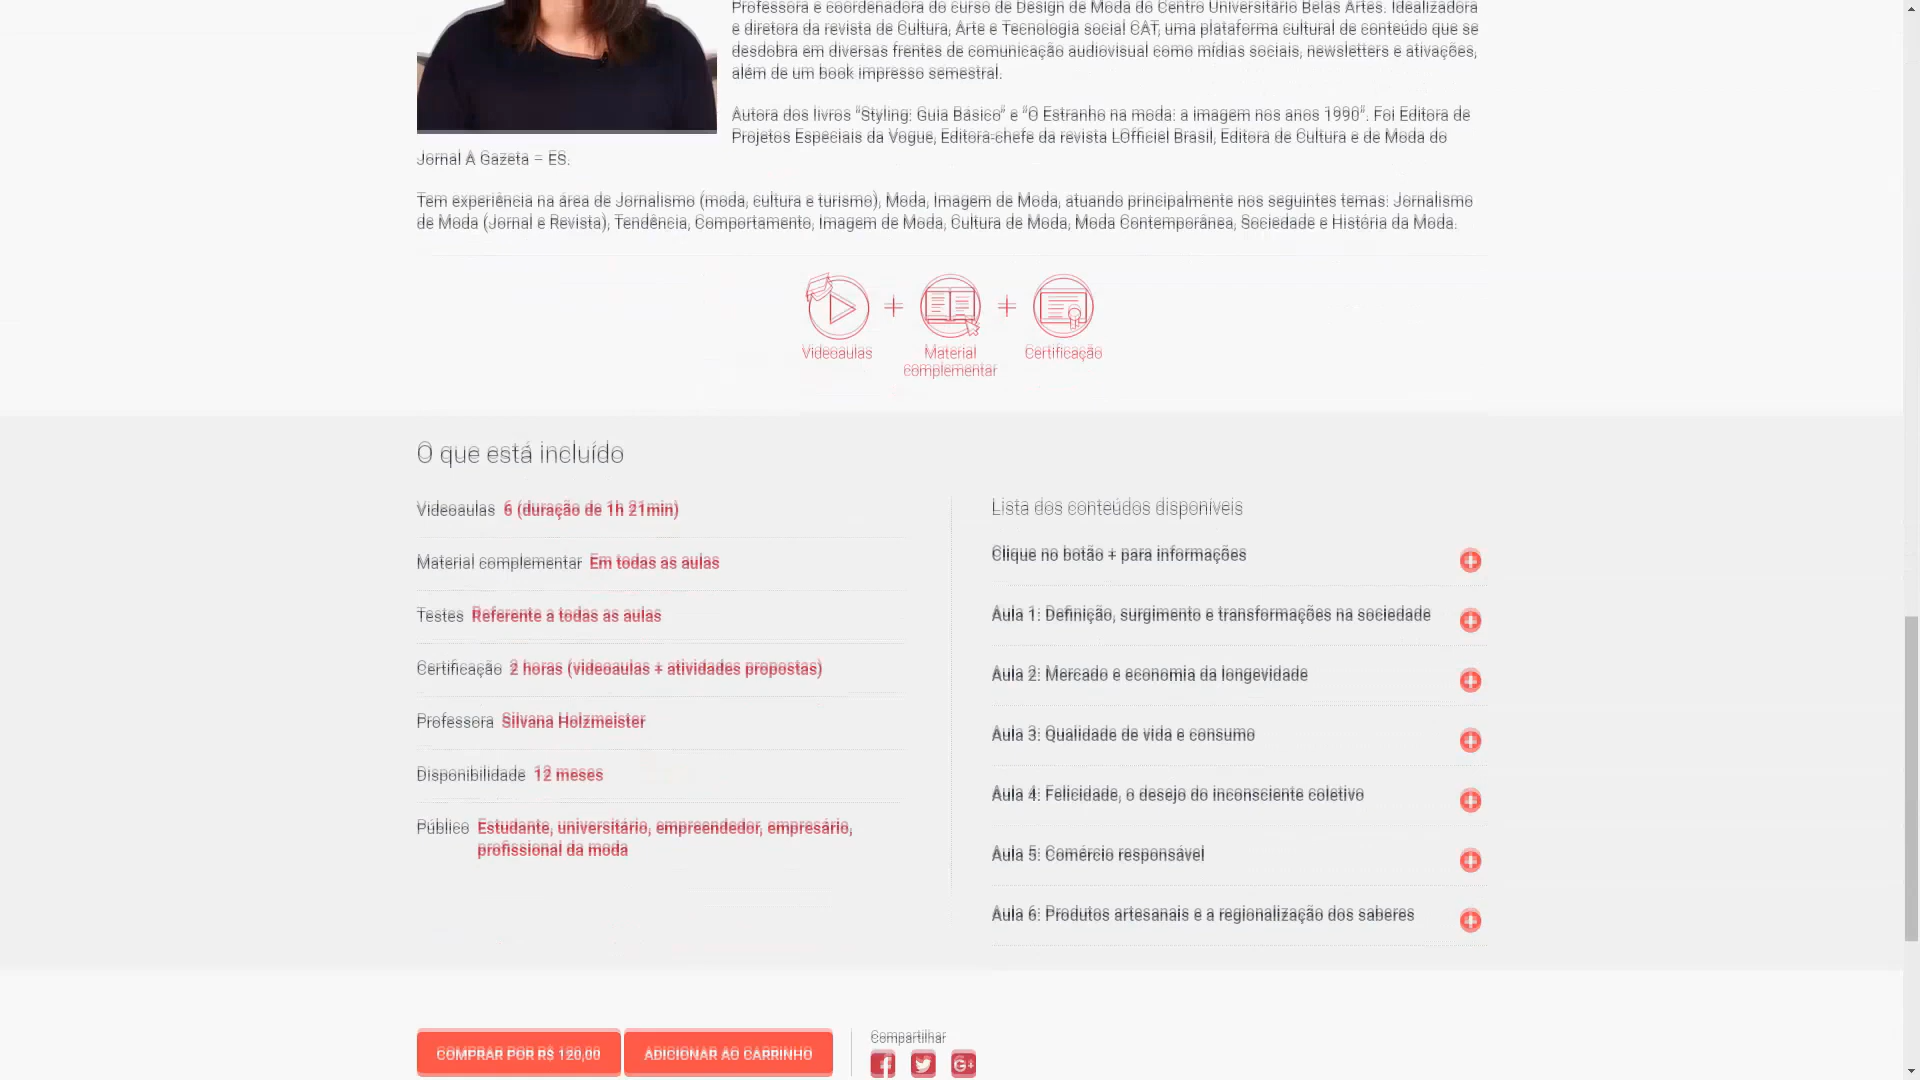 Professora e coordenadora do curso de Design de Moda do Centro Universitário Belas Artes. Idealizadora
e diretora da revista de Cultura, Arte e Tecnologia social CAT, uma plataforma cultural de conteúdo que se
desdobra em diversas frentes de comunicação audiovisual como mídias sociais, newsletters e ativações,
além de um book impresso semestral.
Autora dos livros “Styling: Guia Básico” e “O Estranho na moda: a imagem nos anos 1990”. Foi Editora de
Projetos Especiais da Vogue, Editora-chefe da revista LOfficiel Brasil, Editora de Cultura e de Moda do
Jornal A Gazeta – ES.
Tem experiência na área de Jornalismo (moda, cultura e turismo), Moda, Imagem de Moda, atuando principalmente nos seguintes temas: Jornalismo
de Moda (Jornal e Revista), Tendência, Comportamento, Imagem de Moda, Cultura de Moda, Moda Contemporânea, Sociedade e História da Moda.
Videoaulas
Material
complementar
Certificação
O que está incluído
Videoaulas 6 (duração de 1h 21min)
Material complementar Em todas as aulas
Testes Referente a todas as aulas
Certificação 2 horas (videoaulas + atividades propostas)
Professora Silvana Holzmeister
Disponibilidade 12 meses
Público Estudante, universitário, empreendedor, empresário,
profissional da moda
Lista dos conteúdos disponíveis
Clique no botão + para informações
Aula 1: Definição, surgimento e transformações na sociedade
Aula 2: Mercado e economia da longevidade
Aula 3: Qualidade de vida e consumo
Aula 4: Felicidade, o desejo do inconsciente coletivo
Aula 5: Comércio responsável
Aula 6: Produtos artesanais e a regionalização dos saberes
COMPRAR POR R$ 120,00
ADICIONAR AO CARRINHO
Compartilhar